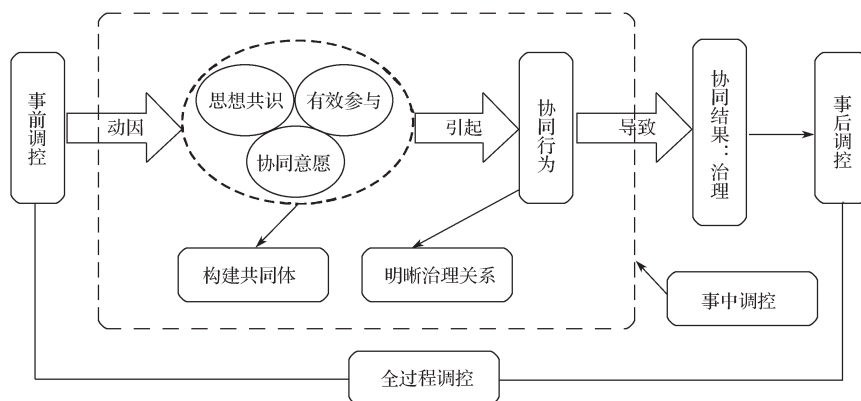 事前调控
动因
思想共识
有效参与
协同意愿
引起
协同行为
导致
协同结果：治理
事后调控
构建共同体
明晰治理关系
事中调控
全过程调控